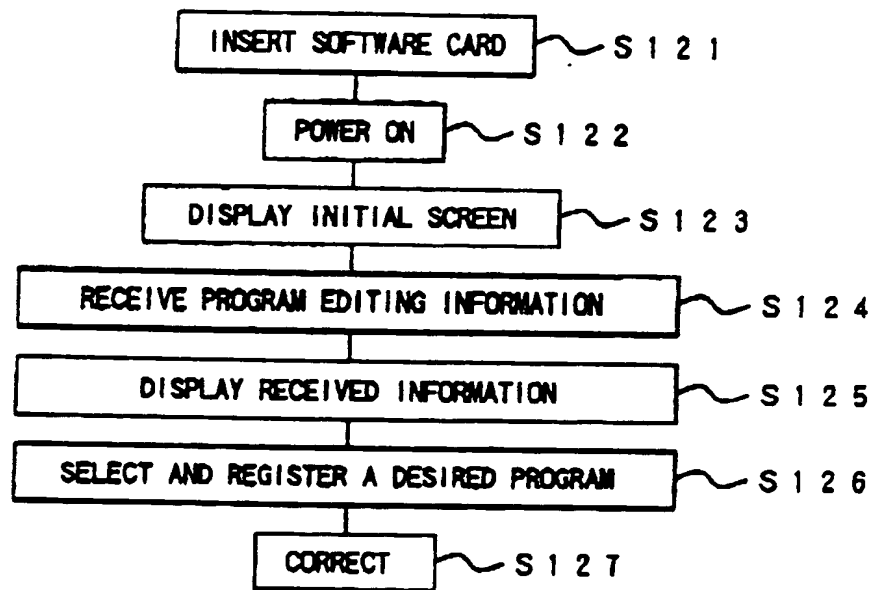 INSERT SOFTWARE CARD S121
POWER ON S122
DISPLAY INITIAL SCREEN S123
RECEIVE PROGRAM EDITING INFORMATION S124
DISPLAY RECEIVED INFORMATION S125
SELECT AND REGISTER A DESIRED PROGRAM S126
CORRECT S127